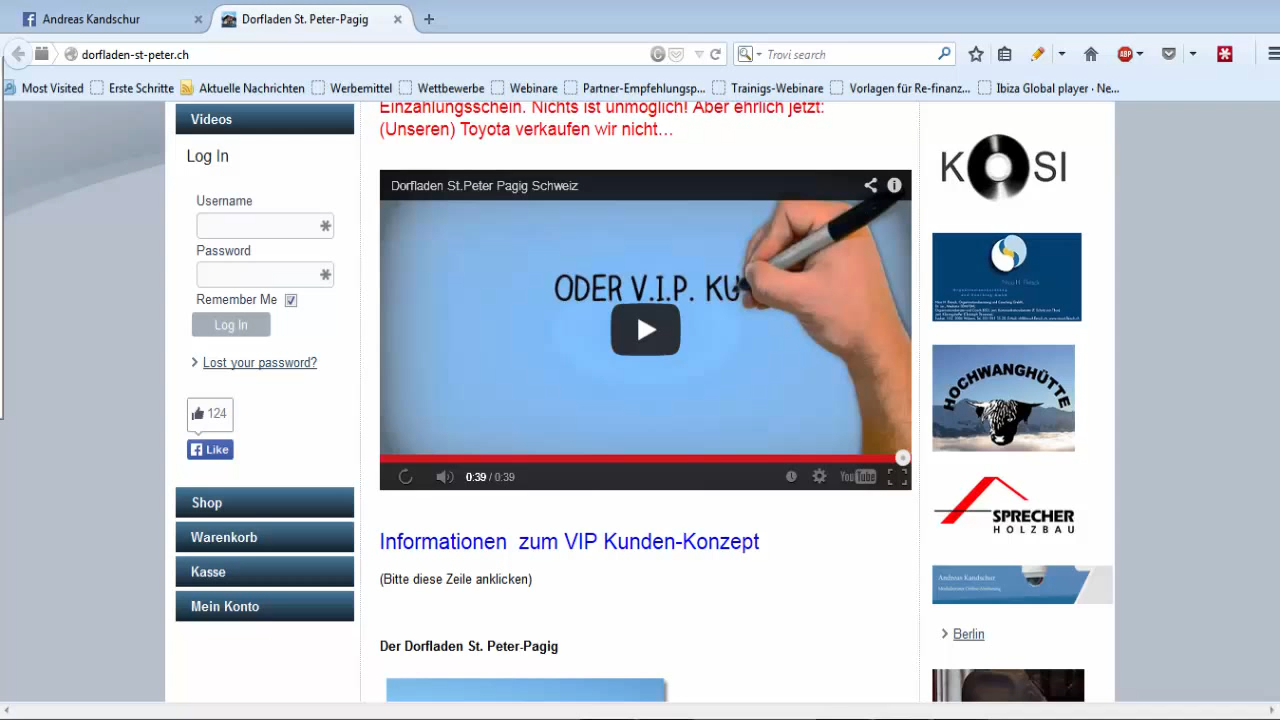 Andreas Kandschur
Dorfladen St. Peter-Pagig
dorfladen-st-peter.ch
Trovi search
ABP
Most Visited
Erste Schritte
Aktuelle Nachrichten
Werbemittel
Wettbewerbe
Webinare
Partner-Empfehlungsp...
Trainigs-Webinare
Vorlagen für Re-finanz...
Ibiza Global player · Ne...
Videos
Log In
Username
Password
Remember Me
Log In
Lost your password?
124
Like
Shop
Warenkorb
Kasse
Mein Konto
Einzahlungsschein. Nichts ist unmöglich! Aber ehrlich jetzt:
(Unseren) Toyota verkaufen wir nicht…
Dorfladen St.Peter Pagig Schweiz
ODER V.I.P. KU
0:39 / 0:39
YouTube
Informationen zum VIP Kunden-Konzept
(Bitte diese Zeile anklicken)
Der Dorfladen St. Peter-Pagig
KOSI
HOCHWANGHÜTTE
SPRECHER
HOLZBAU
Andreas Kandschur
Berlin